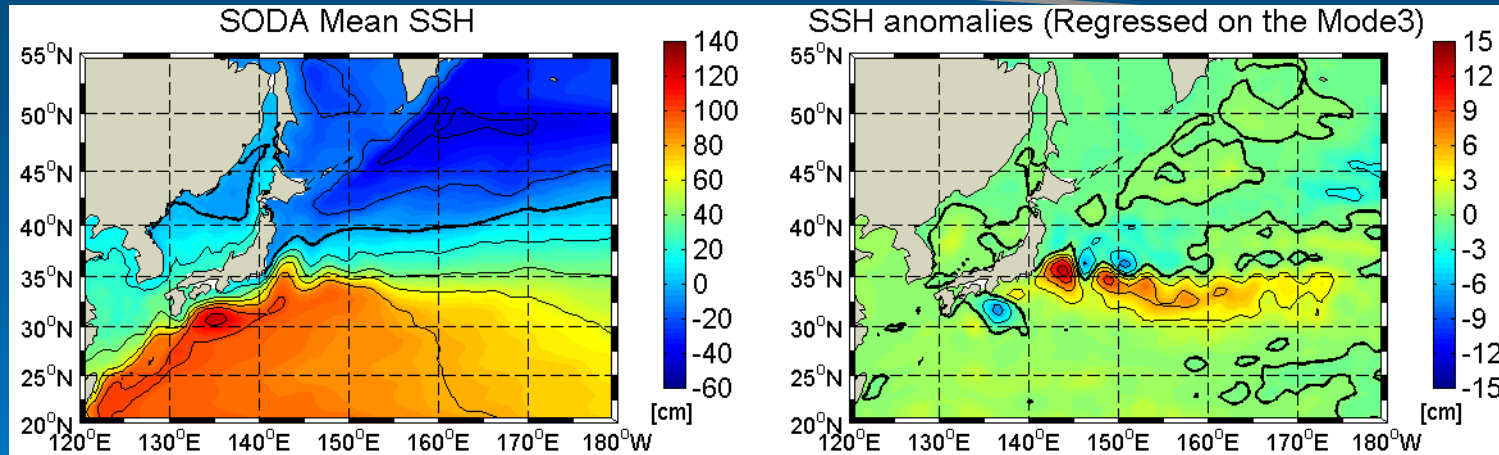 SODA Mean SSH
55°N
50°N
45°N
40°N
35°N
30°N
25°N
20°N
120°E 130°E 140°E 150°E 160°E 170°E 180°W
140
120
100
80
60
40
20
0
-20
-40
-60
[cm]
SSH anomalies (Regressed on the Mode3)
55°N
50°N
45°N
40°N
35°N
30°N
25°N
20°N
120°E 130°E 140°E 150°E 160°E 170°E 180°W
15
12
9
6
3
0
-3
-6
-9
-12
-15
[cm]